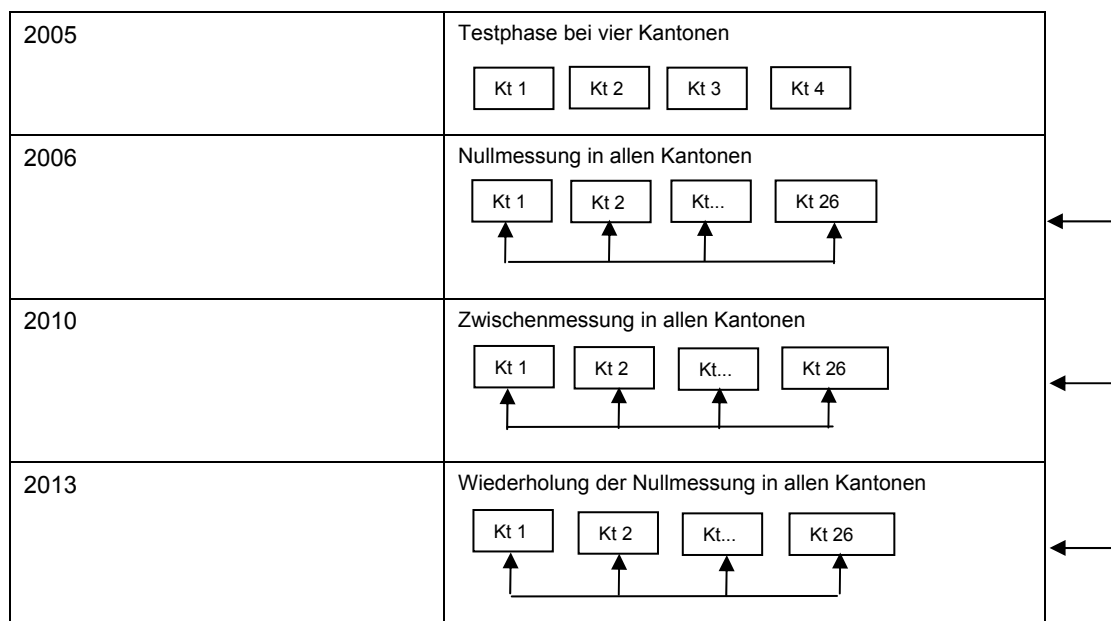 2005
Testphase bei vier Kantonen
Kt 1 Kt 2 Kt 3 Kt 4
2006
Nullmessung in allen Kantonen
Kt 1 Kt 2 Kt... Kt 26
2010
Zwischenmessung in allen Kantonen
Kt 1 Kt 2 Kt... Kt 26
2013
Wiederholung der Nullmessung in allen Kantonen
Kt 1 Kt 2 Kt... Kt 26